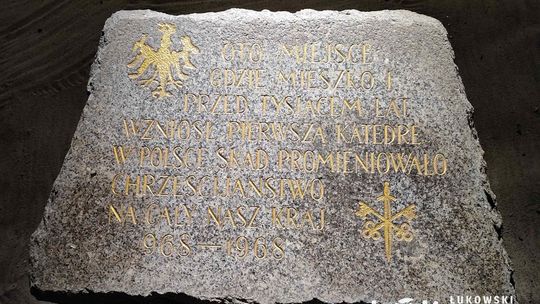 OTO MIEJSCE
GDZIE MIESZKO I
PRZED TYSIĄCEM LAT
WZNIÓSŁ PIERWSZĄ KATEDRĘ
W POLSCE SKĄD PROMIENIOWAŁO
CHRZEŚCIJAŃSTWO
NA CAŁY NASZ KRAJ
968 – 1968
ŁUKOWSKI